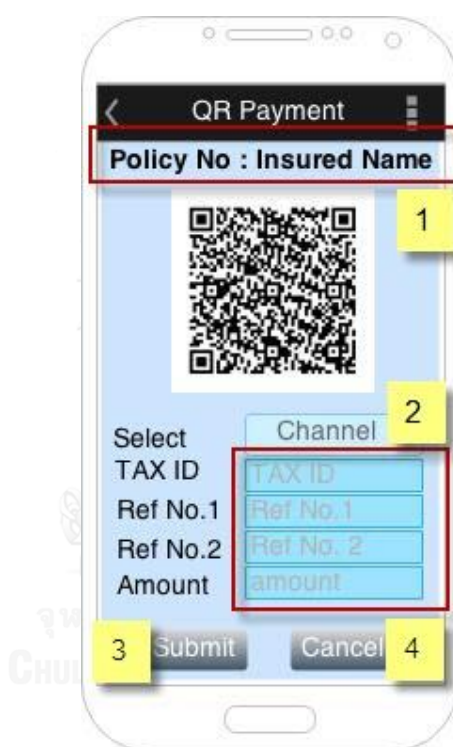 QR Payment
Policy No : Insured Name
1
2
Select Channel
TAX ID TAX ID
Ref No.1 Ref No.1
Ref No.2 Ref No. 2
Amount amount
3 Submit Cancel 4